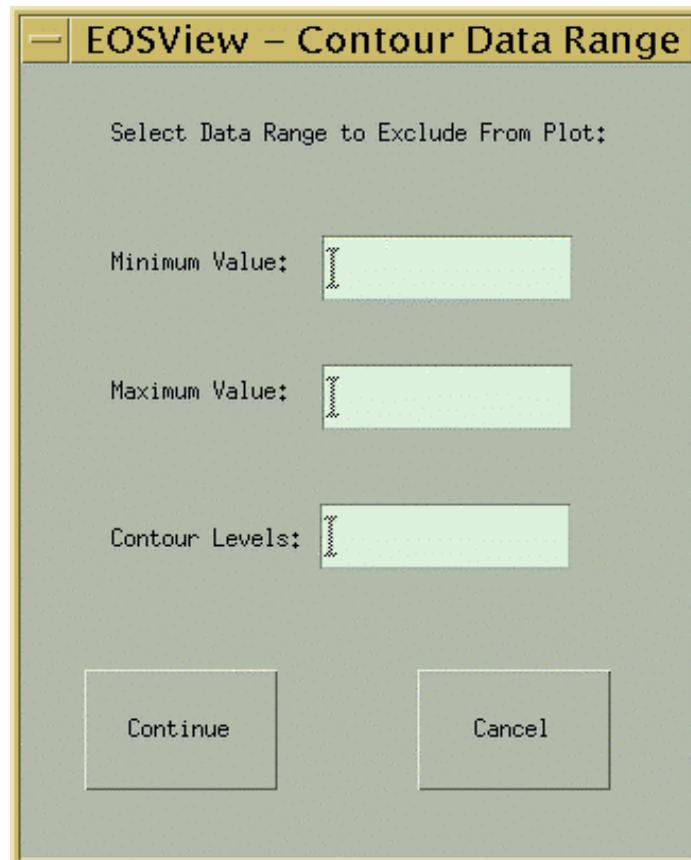 EOSView – Contour Data Range
Select Data Range to Exclude From Plot:
Minimum Value:
Maximum Value:
Contour Levels:
Continue Cancel